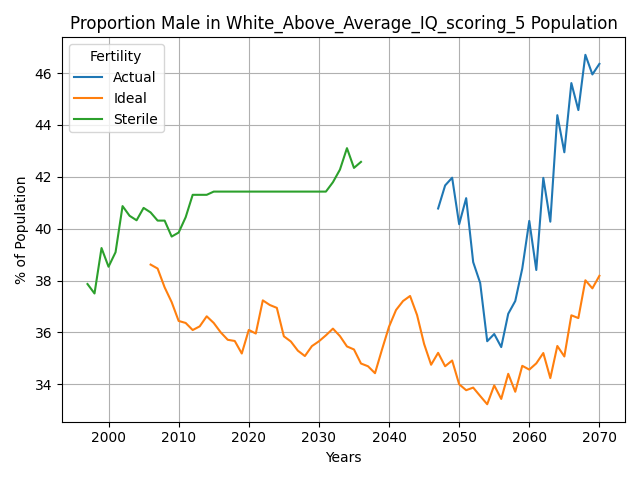 Proportion Male in White_Above_Average_IQ_scoring_5 Population
Fertility
Actual
Ideal
Sterile
% of Population
46
44
42
40
38
36
34
2000
2010
2020
2030
2040
2050
2060
2070
Years